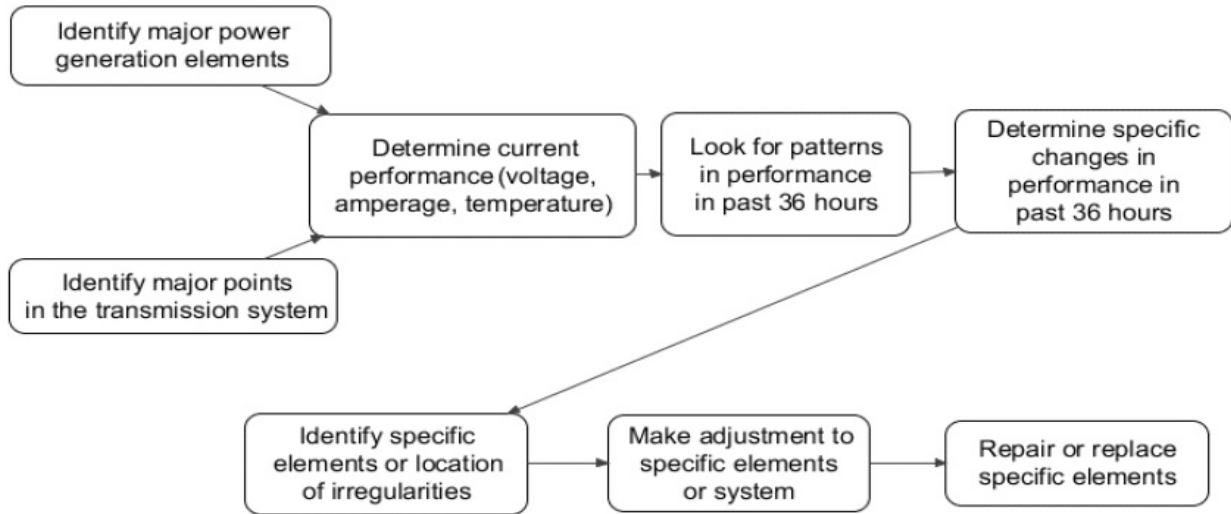 Identify major power
generation elements
Identify major points
in the transmission system
Determine current
performance (voltage,
amperage, temperature)
Look for patterns
in performance
in past 36 hours
Determine specific
changes in
performance in
past 36 hours
Identify specific
elements or location
of irregularities
Make adjustment to
specific elements
or system
Repair or replace
specific elements